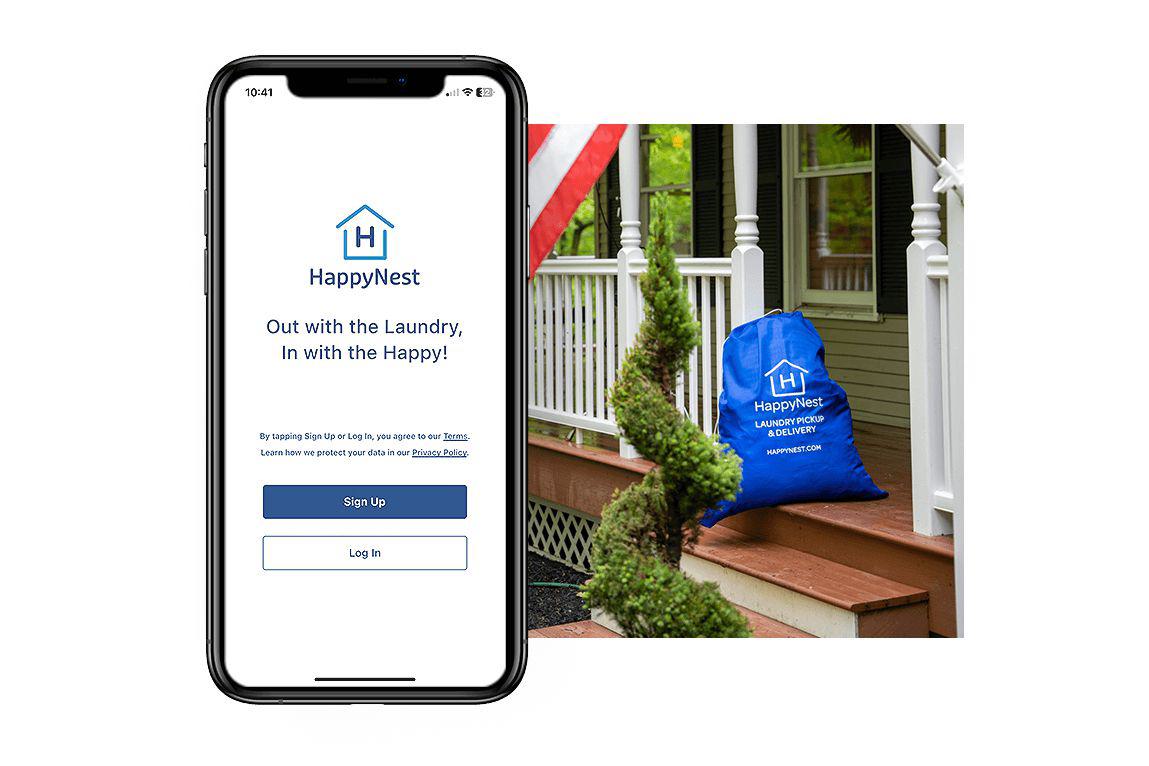 10:41
32
H
HappyNest
Out with the Laundry,
In with the Happy!
By tapping Sign Up or Log In, you agree to our Terms.
Learn how we protect your data in our Privacy Policy.
Sign Up
Log In
H
HappyNest
LAUNDRY PICKUP
& DELIVERY
HAPPYNEST.COM